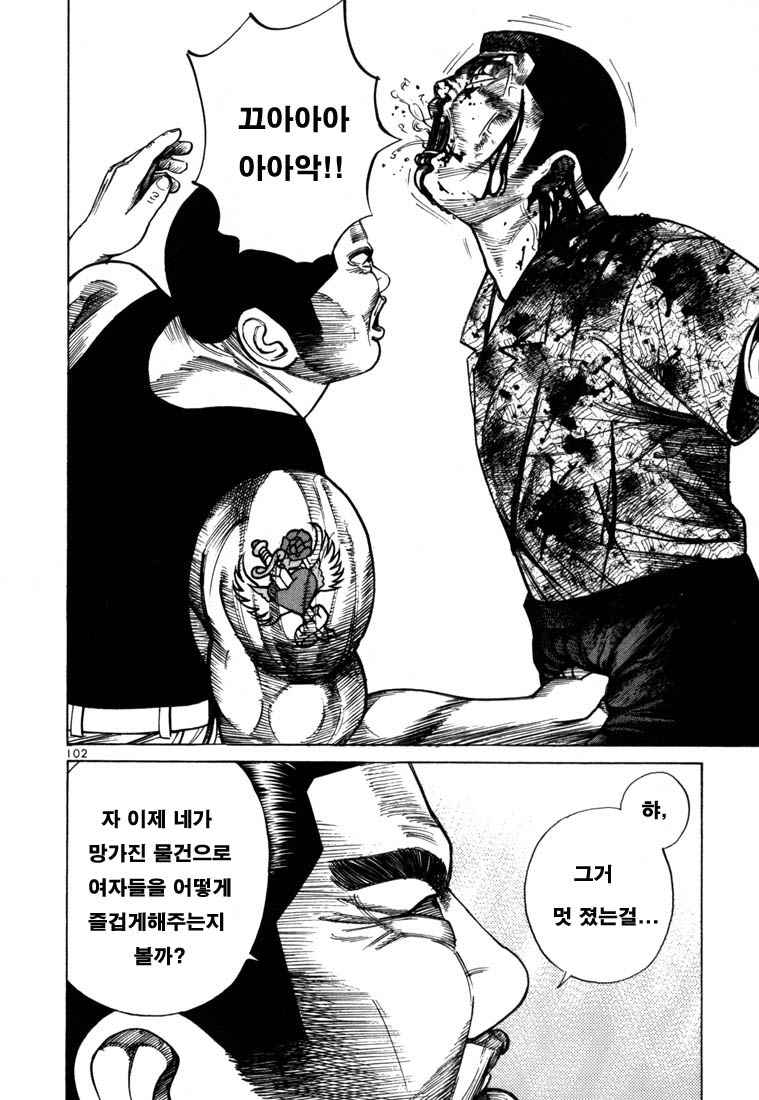 끄아아아
아아악!!
102
자 이제 네가
망가진 물건으로
여자들을 어떻게
즐겁게해주는지
볼까?
햐,
그거
멋 졌는걸...